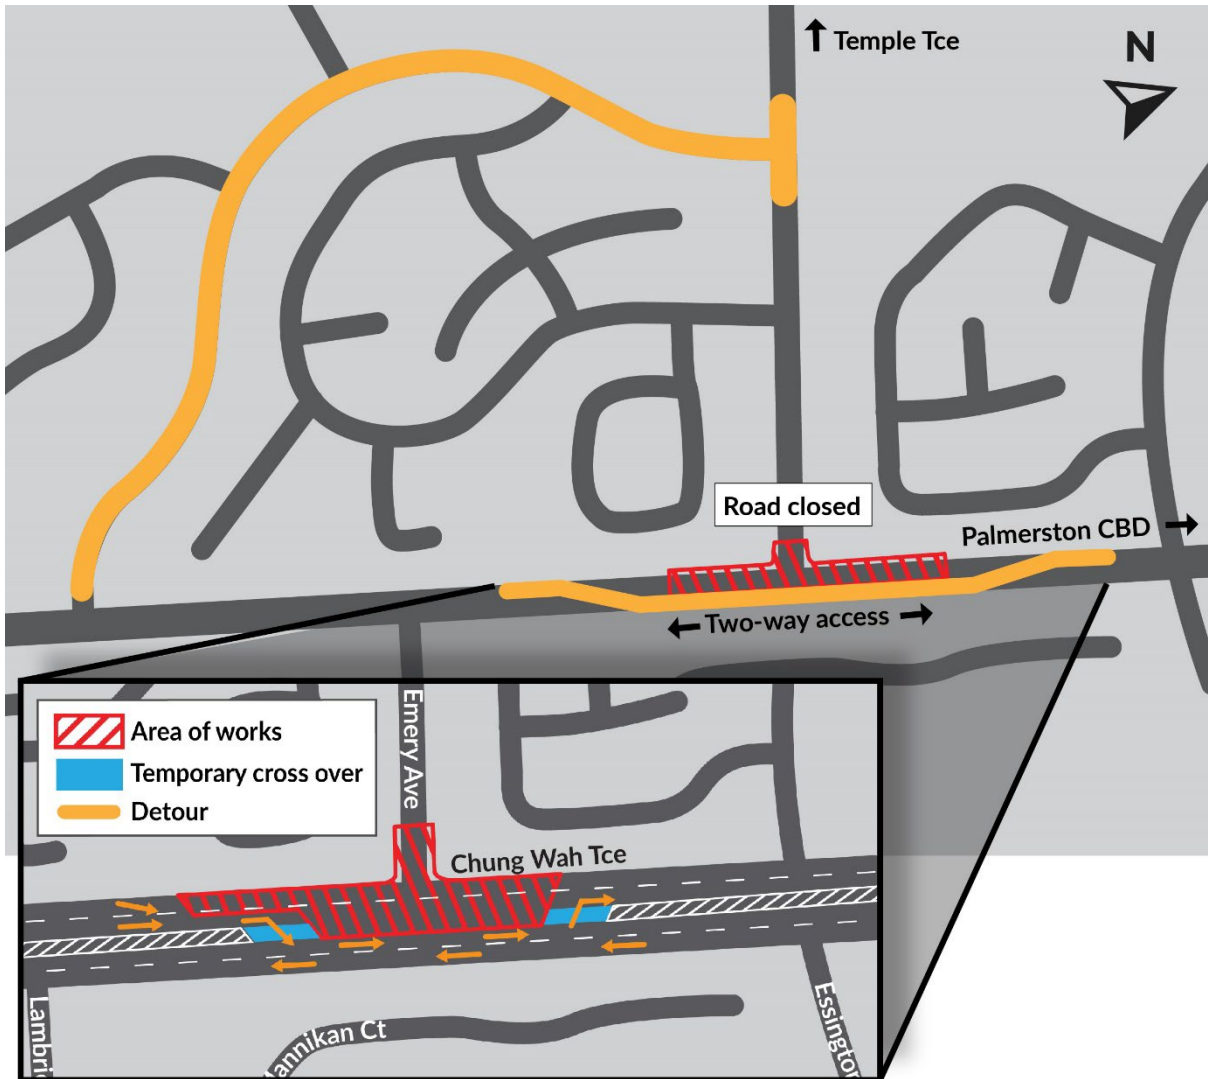 Temple Tce
N
Road closed
Palmerston CBD
Two-way access
Area of works
Temporary cross over
Detour
Emery Ave
Chung Wah Tce
Lambri
annikan Ct
Essington